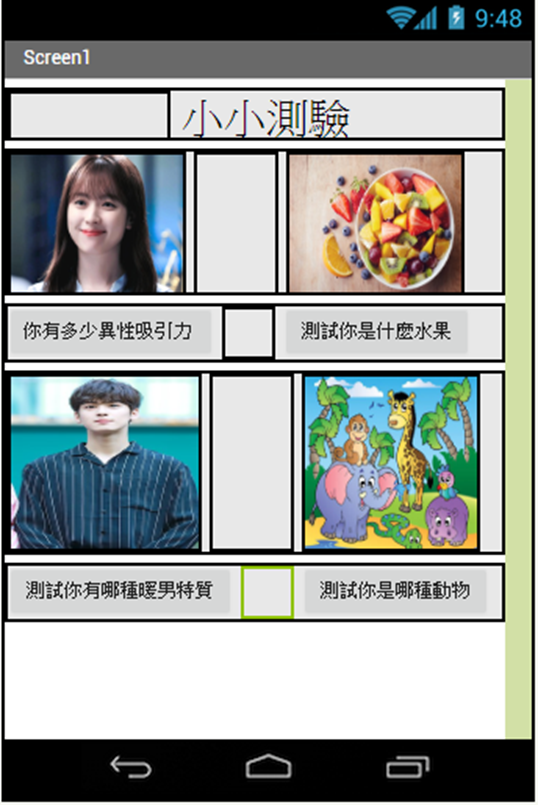 9:48
Screen1
小小測驗
你有多少異性吸引力
測試你是什麼水果
測試你有哪種暖男特質
測試你是哪種動物